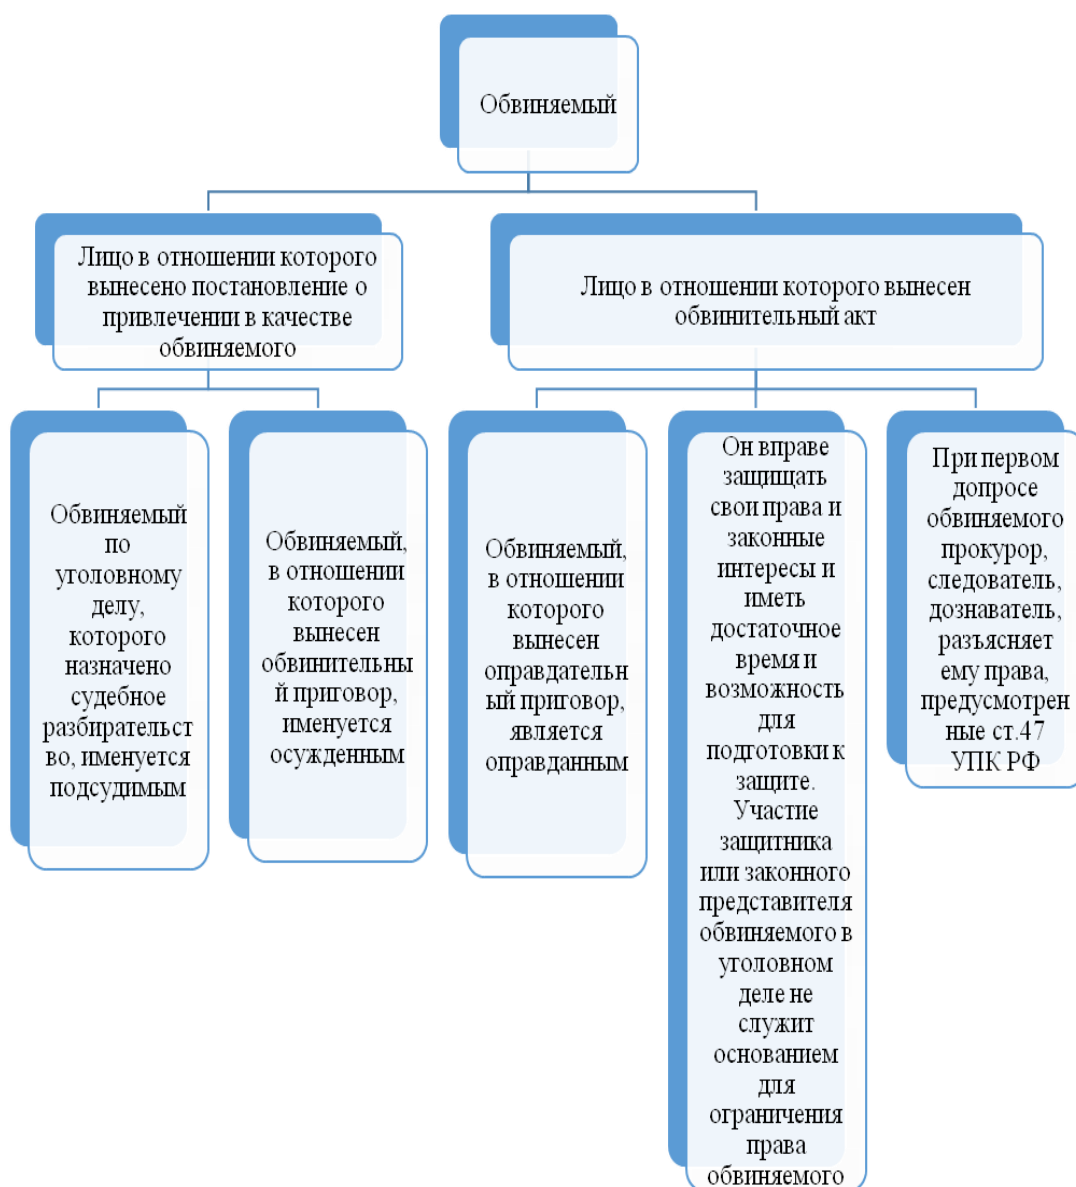 Обвиняемый
Лицо в отношении которого
вынесено постановление о
привлечении в качестве
обвиняемого
Лицо в отношении которого вынесен
обвинительный акт
Обвиняемый
по
уголовному
делу,
которого
назначено
судебное
разбирательст
во, именуется
подсудимым
Обвиняемый,
в отношении
которого
вынесен
обвинительны
й приговор,
именуется
осужденным
Обвиняемый,
в отношении
которого
вынесен
оправдательн
ый приговор,
является
оправданным
Он вправе
защищать
свои права и
законные
интересы и
иметь
достаточное
время и
возможность
для
подготовки к
защите.
Участие
защитника
или законного
представителя
обвиняемого в
уголовном
деле не
служит
основанием
для
ограничения
права
обвиняемого
При первом
допросе
обвиняемого
прокурор,
следователь,
дознаватель,
разъясняет
ему права,
предусмотрен
ные ст.47
УПК РФ